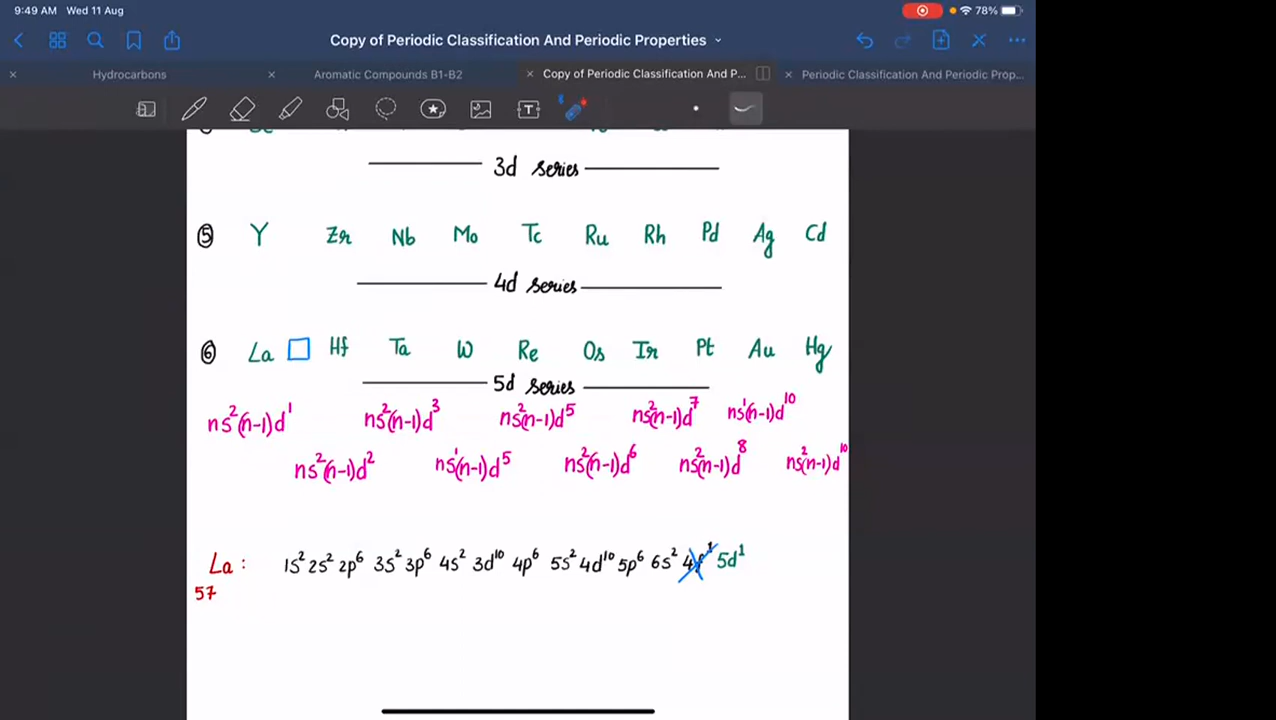 9:49 AM Wed 11 Aug 78%
Copy of Periodic Classification And Periodic Properties
Hydrocarbons Aromatic Compounds B1-B2 Copy of Periodic Classification And P... Periodic Classification And Periodic Prop...
3d series
⑤ Y Zr Nb Mo Tc Ru Rh Pd Ag Cd
4d series
⑥ La Hf Ta W Re Os Ir Pt Au Hg
5d series
ns²(n-1)d¹ ns²(n-1)d³ ns²(n-1)d⁵ ns²(n-1)d⁷ ns¹(n-1)d¹⁰
ns²(n-1)d² ns¹(n-1)d⁵ ns²(n-1)d⁶ ns²(n-1)d⁸ ns²(n-1)d¹⁰
La : 1s² 2s² 2p⁶ 3s² 3p⁶ 4s² 3d¹⁰ 4p⁶ 5s² 4d¹⁰ 5p⁶ 6s² 4f¹ 5d¹
57